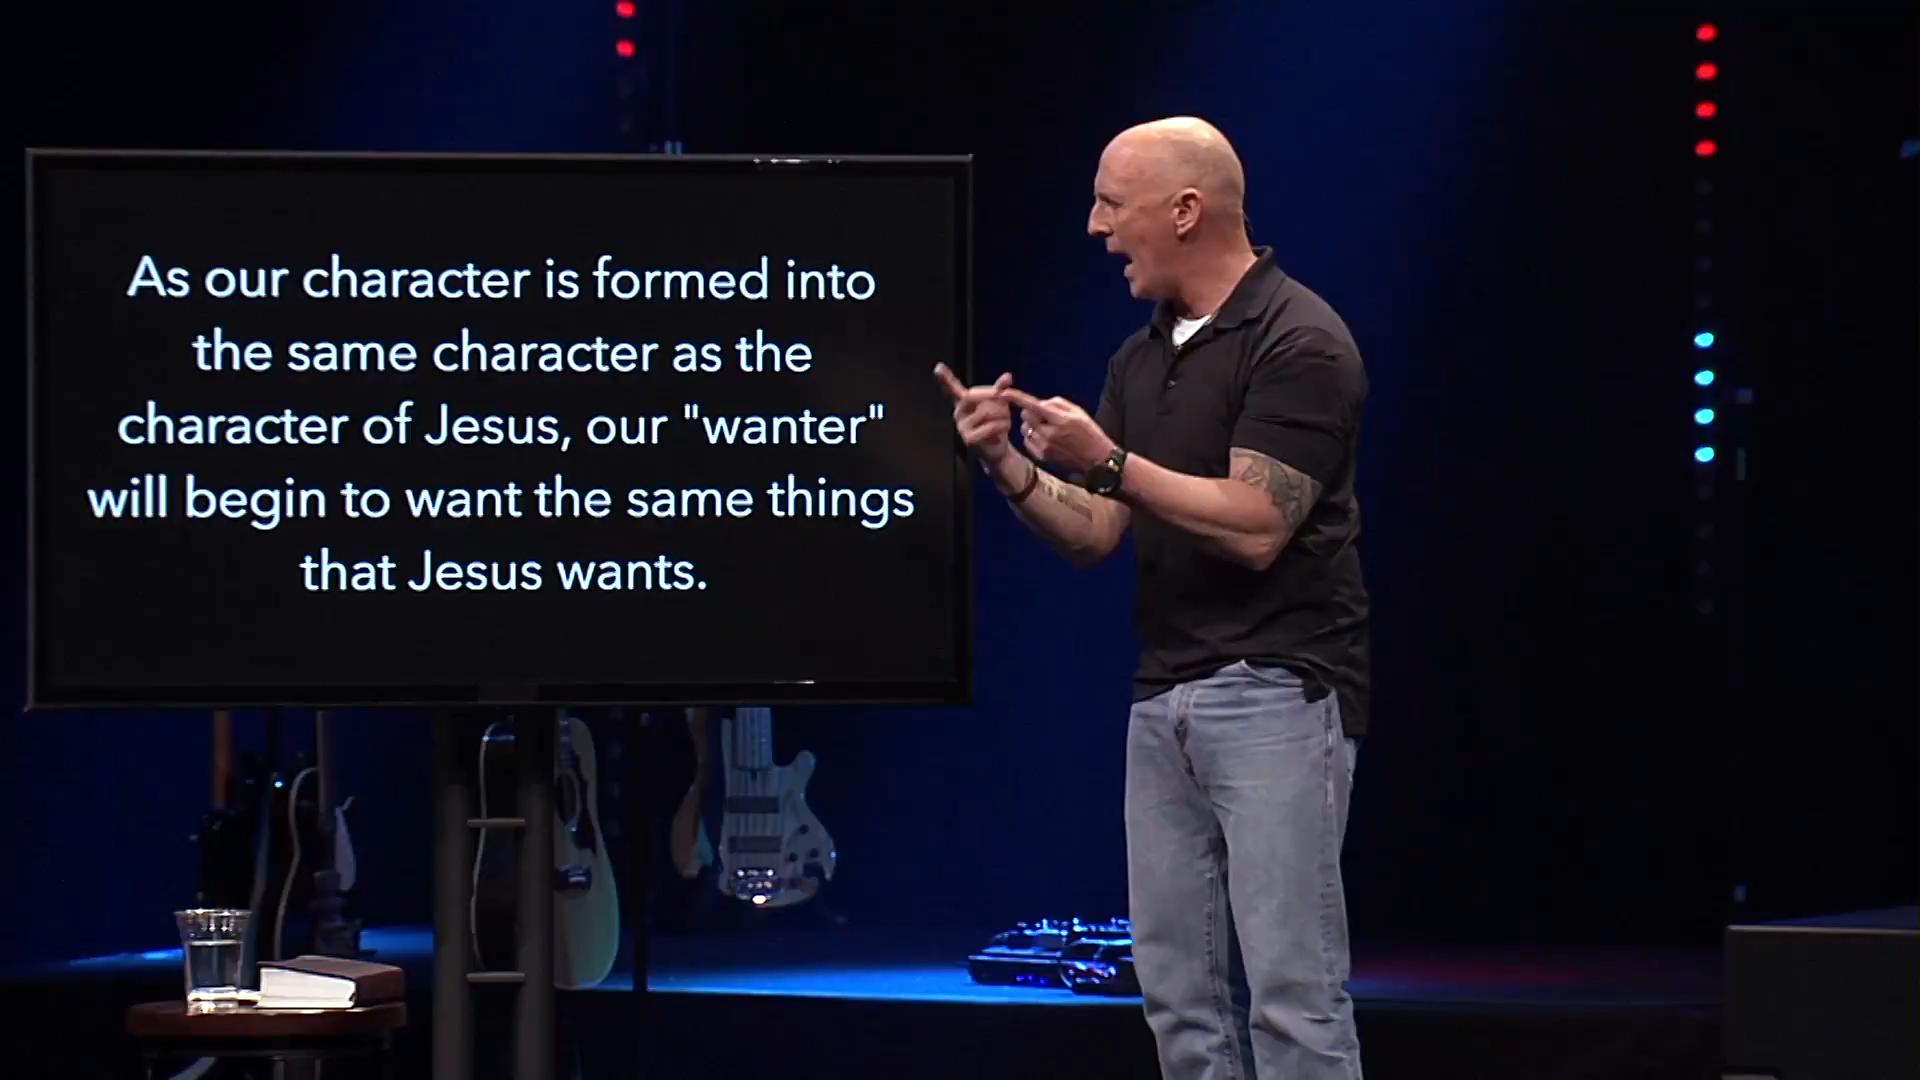 As our character is formed into
the same character as the
character of Jesus, our "wanter"
will begin to want the same things
that Jesus wants.